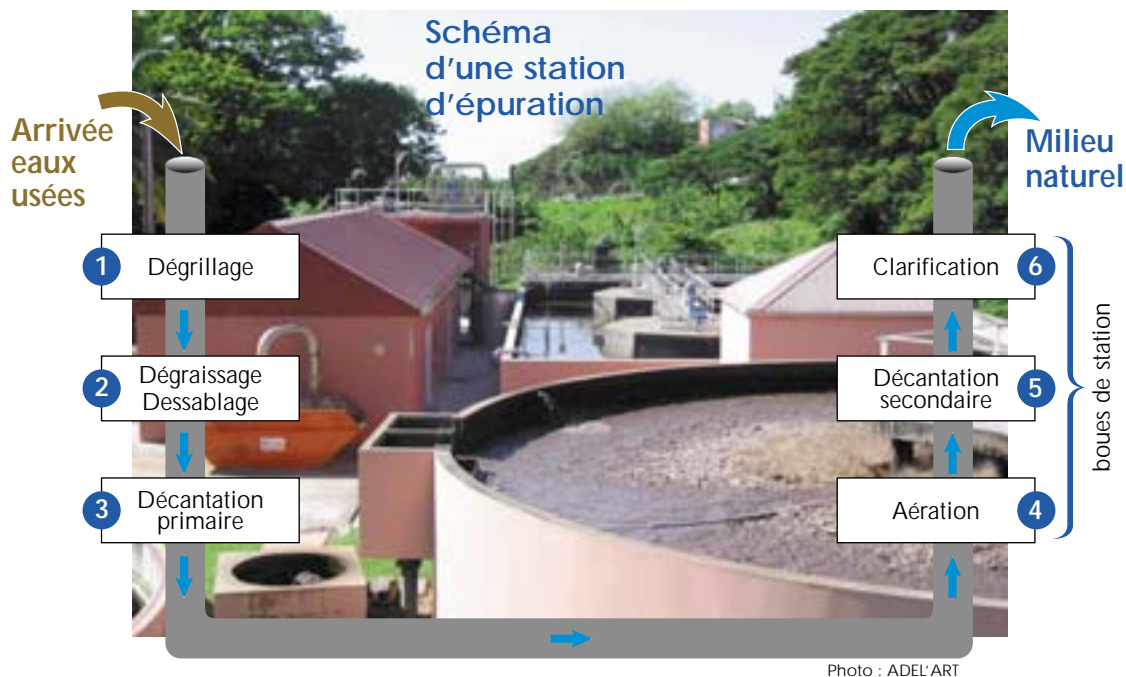 Schéma
d'une station
d'épuration
Arrivée
eaux
usées
Milieu
naturel
1 Dégrillage
2 Dégraissage
Dessablage
3 Décantation
primaire
Aération 4
Décantation 5
secondaire
Clarification 6
boues de station
Photo : ADEL'ART